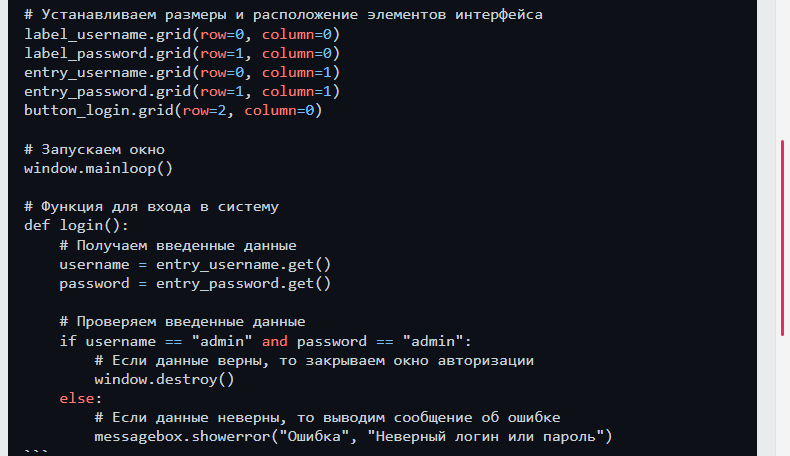 # Устанавливаем размеры и расположение элементов интерфейса
label_username.grid(row=0, column=0)
label_password.grid(row=1, column=0)
entry_username.grid(row=0, column=1)
entry_password.grid(row=1, column=1)
button_login.grid(row=2, column=0)

# Запускаем окно
window.mainloop()

# Функция для входа в систему
def login():
    # Получаем введенные данные
    username = entry_username.get()
    password = entry_password.get()

    # Проверяем введенные данные
    if username == "admin" and password == "admin":
        # Если данные верны, то закрываем окно авторизации
        window.destroy()
    else:
        # Если данные неверны, то выводим сообщение об ошибке
        messagebox.showerror("Ошибка", "Неверный логин или пароль")
```